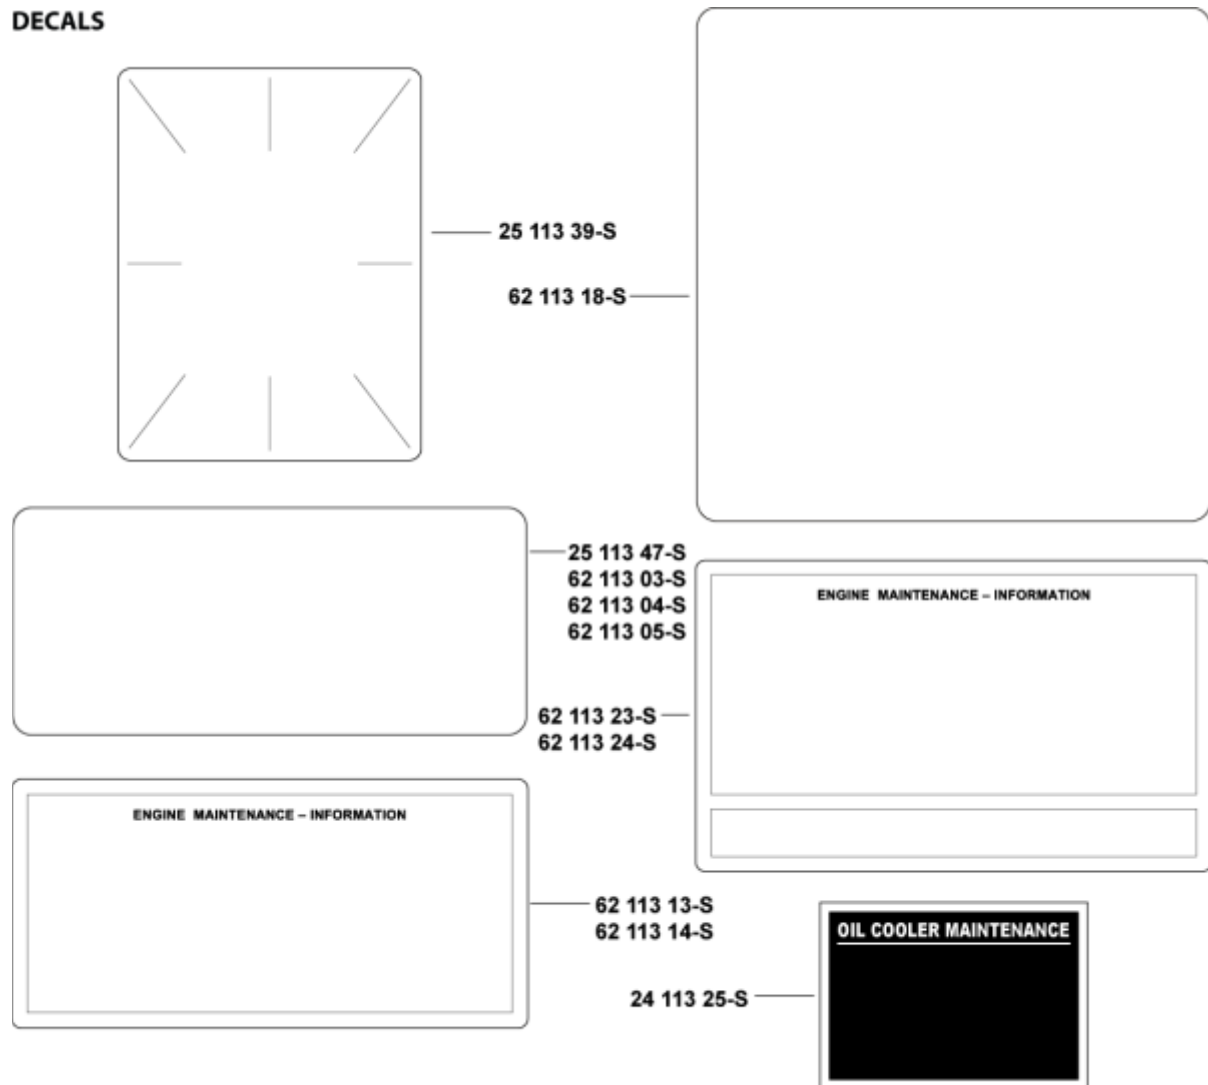 DECALS
25 113 39-S
62 113 18-S
25 113 47-S
62 113 03-S
62 113 04-S
62 113 05-S
ENGINE MAINTENANCE – INFORMATION
62 113 23-S
62 113 24-S
ENGINE MAINTENANCE – INFORMATION
62 113 13-S
62 113 14-S
OIL COOLER MAINTENANCE
24 113 25-S